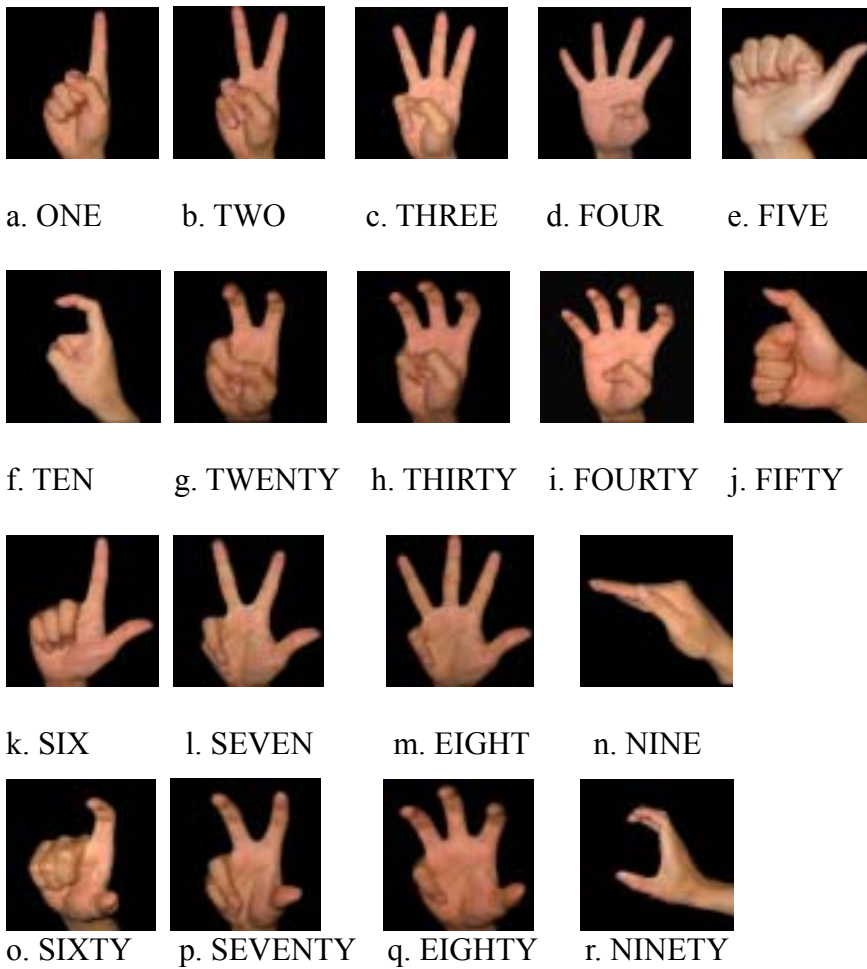 a. ONE b. TWO c. THREE d. FOUR e. FIVE
f. TEN g. TWENTY h. THIRTY i. FOURTY j. FIFTY
k. SIX l. SEVEN m. EIGHT n. NINE
o. SIXTY p. SEVENTY q. EIGHTY r. NINETY